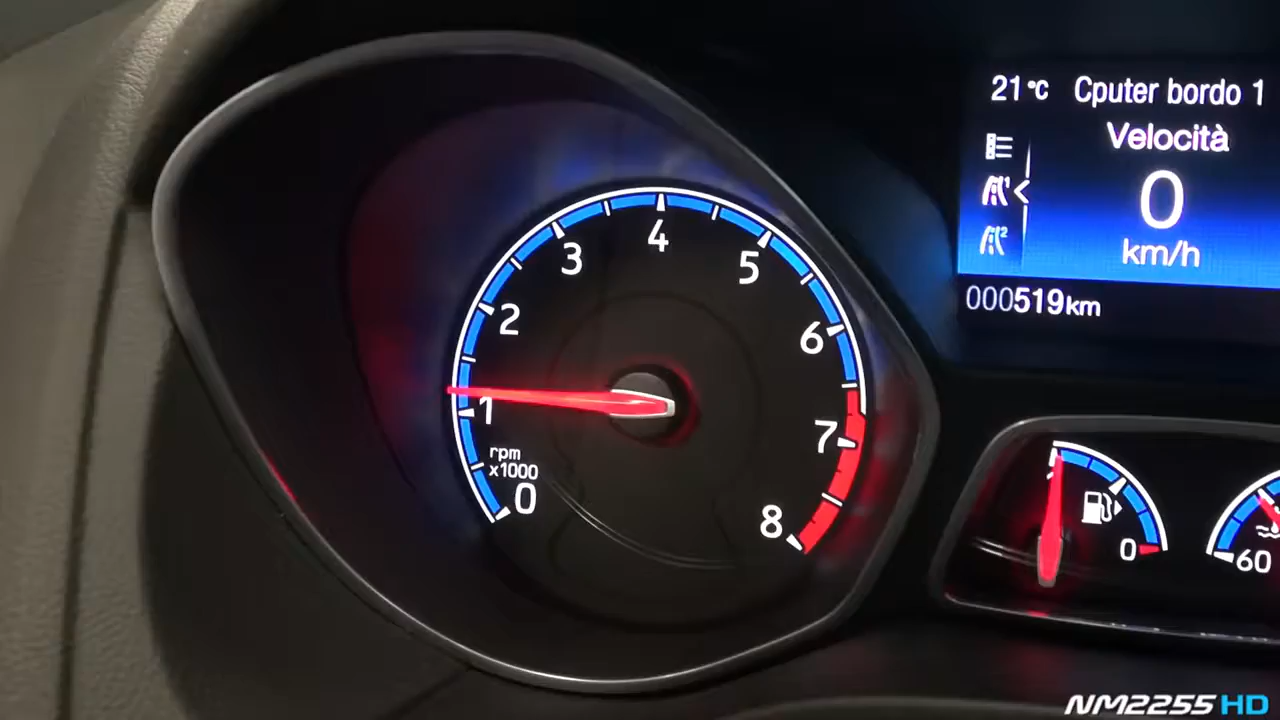 21°C Cputer bordo 1
Velocità
0
km/h
000519km
1
2
3
4
5
6
7
8
rpm
x1000
0
1
0
60
NM2255HD